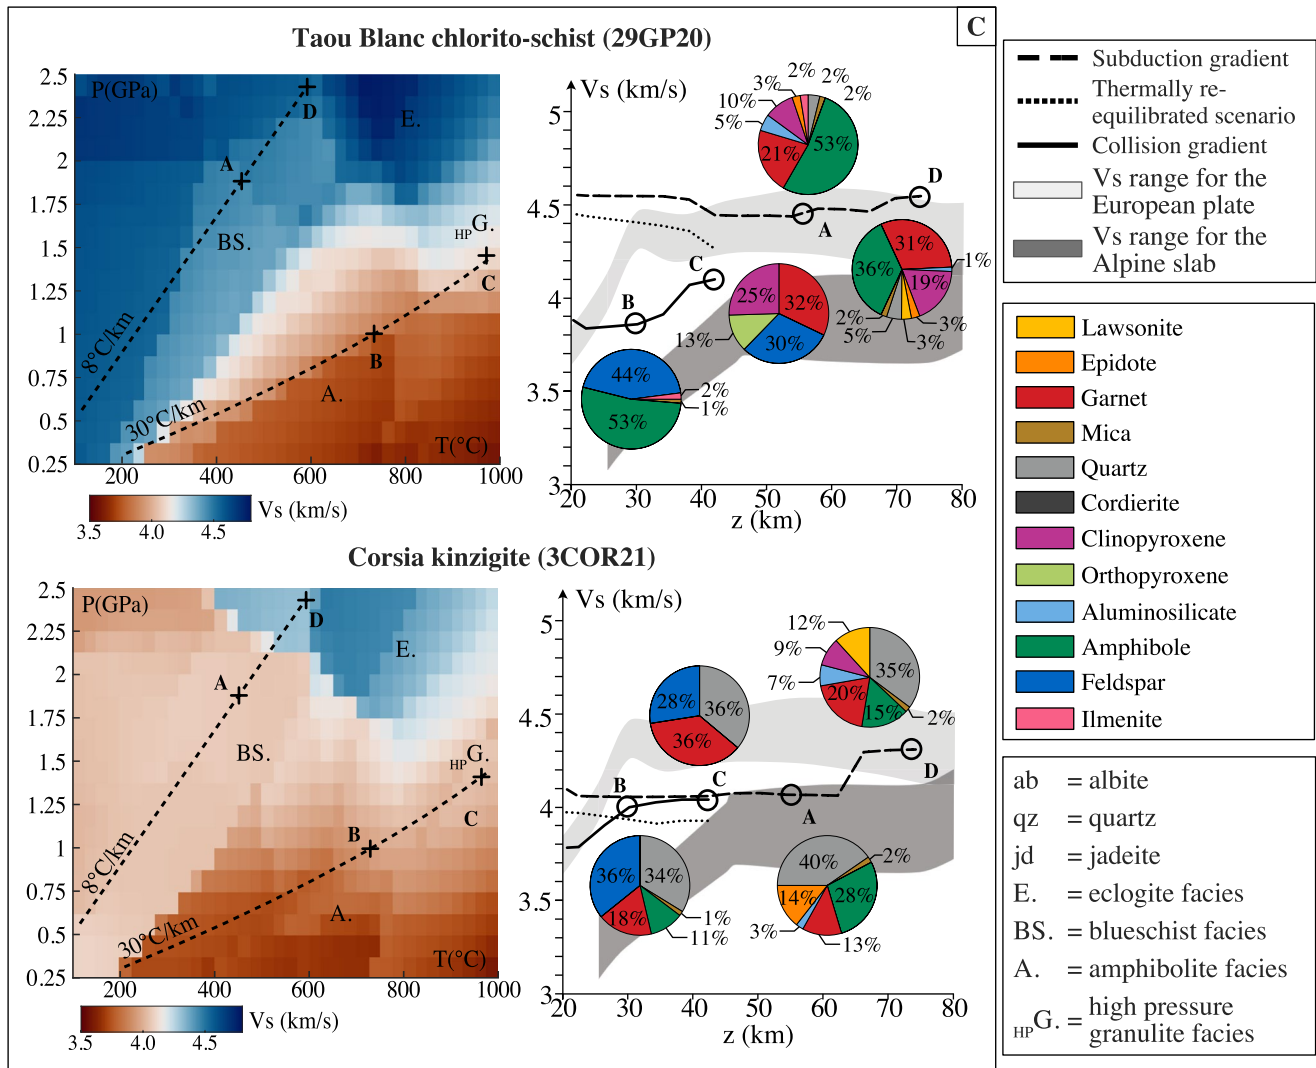 C
Taou Blanc chlorito-schist (29GP20)
P(GPa)
2.5
2.25
2
1.75
1.5
1.25
1
0.75
0.5
0.25
D
E.
A
BS.
HPG.
C
B
8°C/km
30°C/km
A.
T(°C)
200
400
600
800
1000
Vs (km/s)
3.5
4.0
4.5
Vs (km/s)
5
4.5
4
3.5
3
2%
2%
3%
2%
10%
5%
21%
53%
D
A
C
B
31%
36%
1%
19%
2%
5%
3%
3%
25%
32%
13%
30%
44%
2%
53%
1%
20
30
40
50
60
70
80
z (km)
Corsia kinzigite (3COR21)
P(GPa)
2.5
2.25
2
1.75
1.5
1.25
1
0.75
0.5
0.25
D
E.
A
BS.
HPG.
C
B
8°C/km
30°C/km
A.
T(°C)
200
400
600
800
1000
3.5
4.0
4.5
Vs (km/s)
Vs (km/s)
5
4.5
4
3.5
3
12%
9%
35%
7%
20%
15%
2%
28%
36%
36%
B
C
D
A
36%
34%
18%
1%
11%
40%
2%
14%
28%
3%
13%
20
30
40
50
60
70
80
z (km)
Subduction gradient
Thermally re-
equilibrated scenario
Collision gradient
Vs range for the
European plate
Vs range for the
Alpine slab
Lawsonite
Epidote
Garnet
Mica
Quartz
Cordierite
Clinopyroxene
Orthopyroxene
Aluminosilicate
Amphibole
Feldspar
Ilmenite
ab = albite
qz = quartz
jd = jadeite
E. = eclogite facies
BS. = blueschist facies
A. = amphibolite facies
HPG. = high pressure
granulite facies